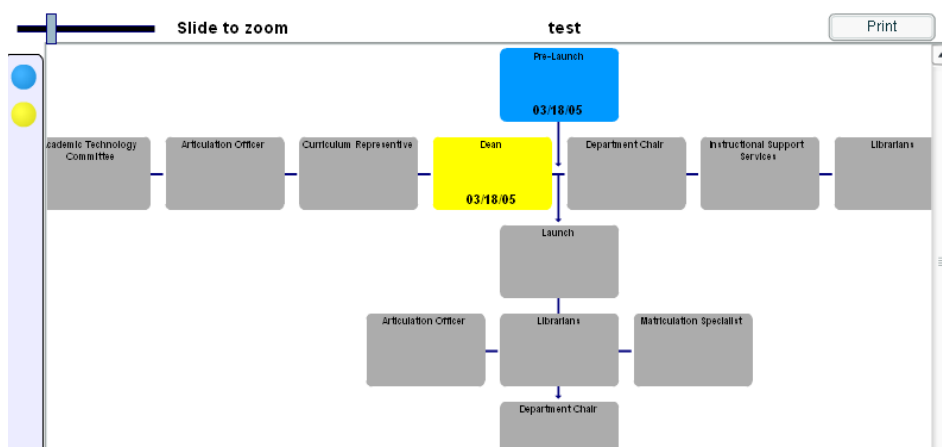 Slide to zoom
test
Print
Pre-Launch
03/18/05
cademic Technology
Committee
Articulation Officer
Curriculum Representive
Dean
03/18/05
Department Chair
Instructional Support
Services
Librarians
Launch
Articulation Officer
Librarians
Matriculation Specialist
Department Chair